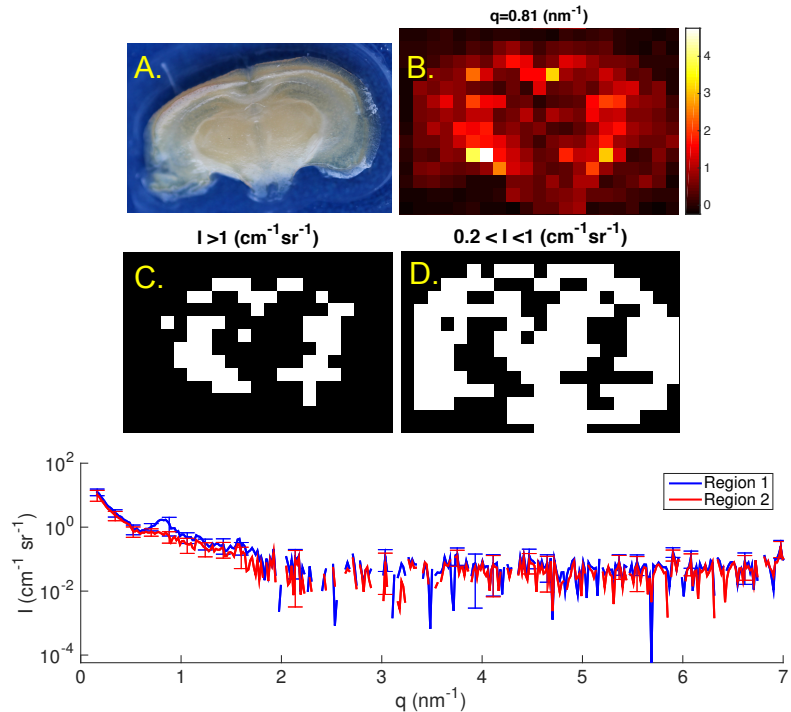 q=0.81 (nm⁻¹)
A.
B.
4
3
2
1
0
I >1 (cm⁻¹sr⁻¹)
0.2 < I <1 (cm⁻¹sr⁻¹)
C.
D.
10²
10⁰
10⁻²
10⁻⁴
I (cm⁻¹ sr⁻¹)
Region 1
Region 2
0 1 2 3 4 5 6 7
q (nm⁻¹)